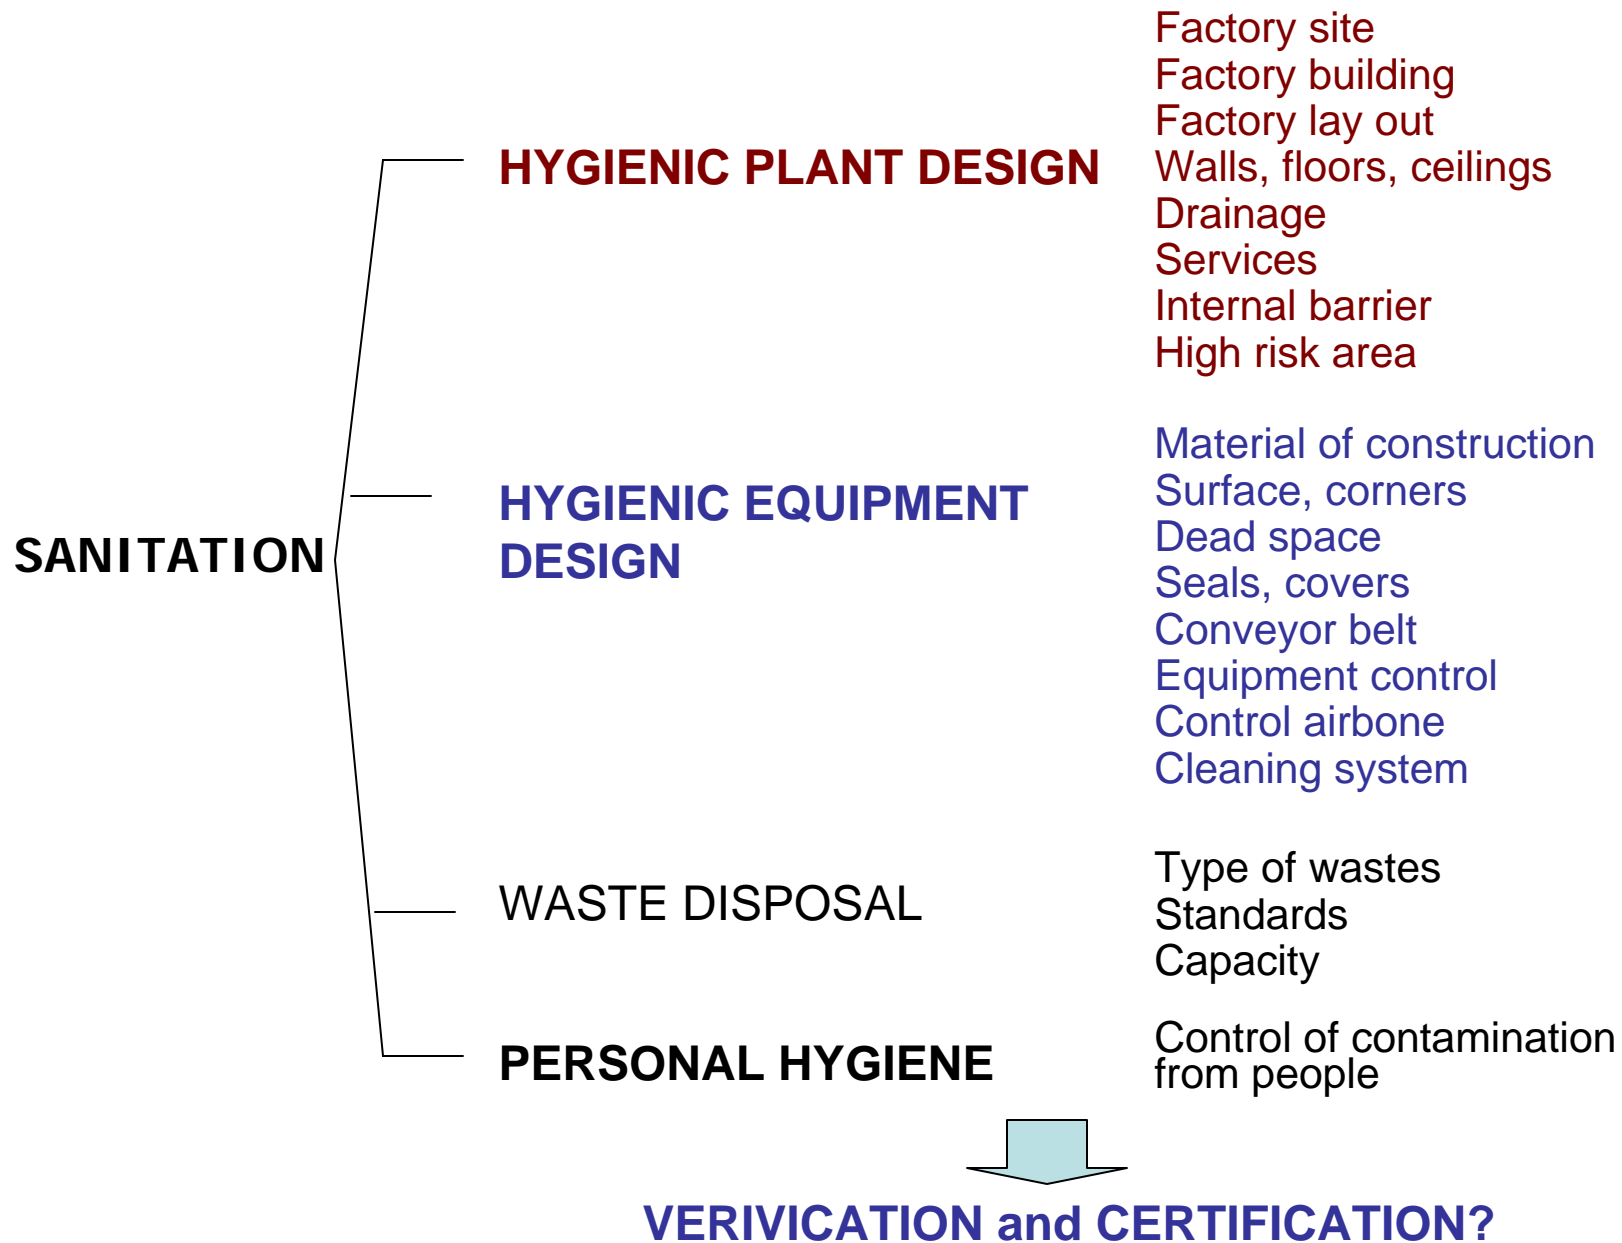 SANITATION
HYGIENIC PLANT DESIGN
Factory site
Factory building
Factory lay out
Walls, floors, ceilings
Drainage
Services
Internal barrier
High risk area
HYGIENIC EQUIPMENT
DESIGN
Material of construction
Surface, corners
Dead space
Seals, covers
Conveyor belt
Equipment control
Control airbone
Cleaning system
WASTE DISPOSAL
Type of wastes
Standards
Capacity
PERSONAL HYGIENE
Control of contamination
from people
VERIVICATION and CERTIFICATION?